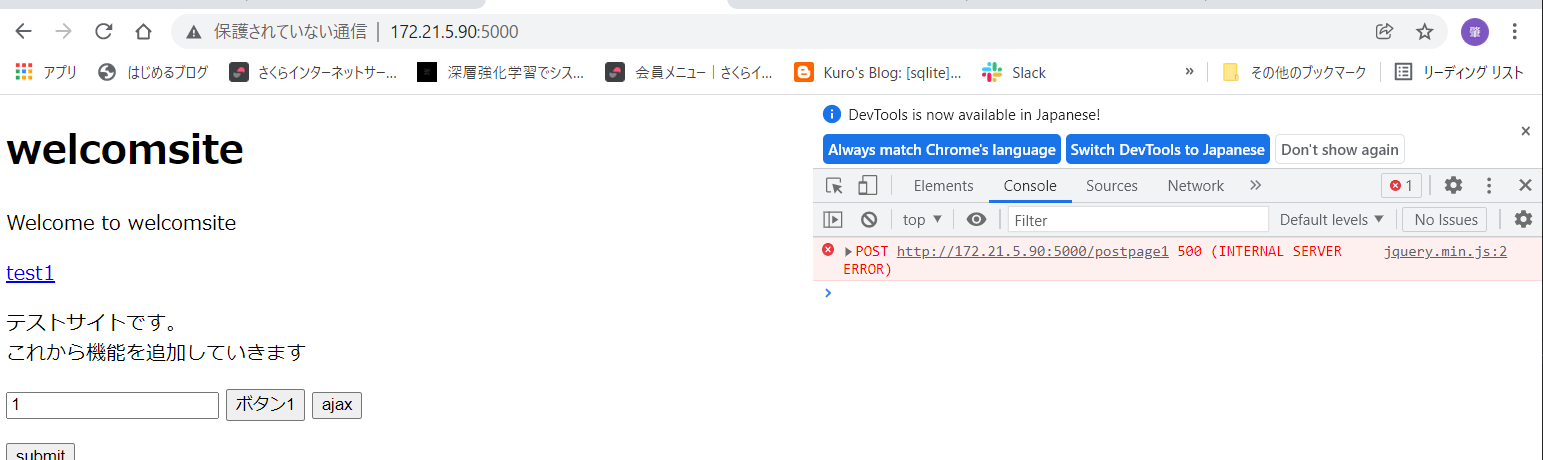 保護されていない通信 | 172.21.5.90:5000
肇
アプリ はじめるブログ さくらインターネットサー... 深層強化学習でシス... 会員メニュー | さくらイ... Kuro's Blog: [sqlite]... Slack » その他のブックマーク リーディング リスト
welcomsite
Welcome to welcomsite
test1
テストサイトです。
これから機能を追加していきます
1 ボタン1 ajax
submit
DevTools is now available in Japanese!
Always match Chrome's language Switch DevTools to Japanese Don't show again
Elements Console Sources Network » 1
top Filter Default levels No Issues
POST http://172.21.5.90:5000/postpage1 500 (INTERNAL SERVER jquery.min.js:2
ERROR)